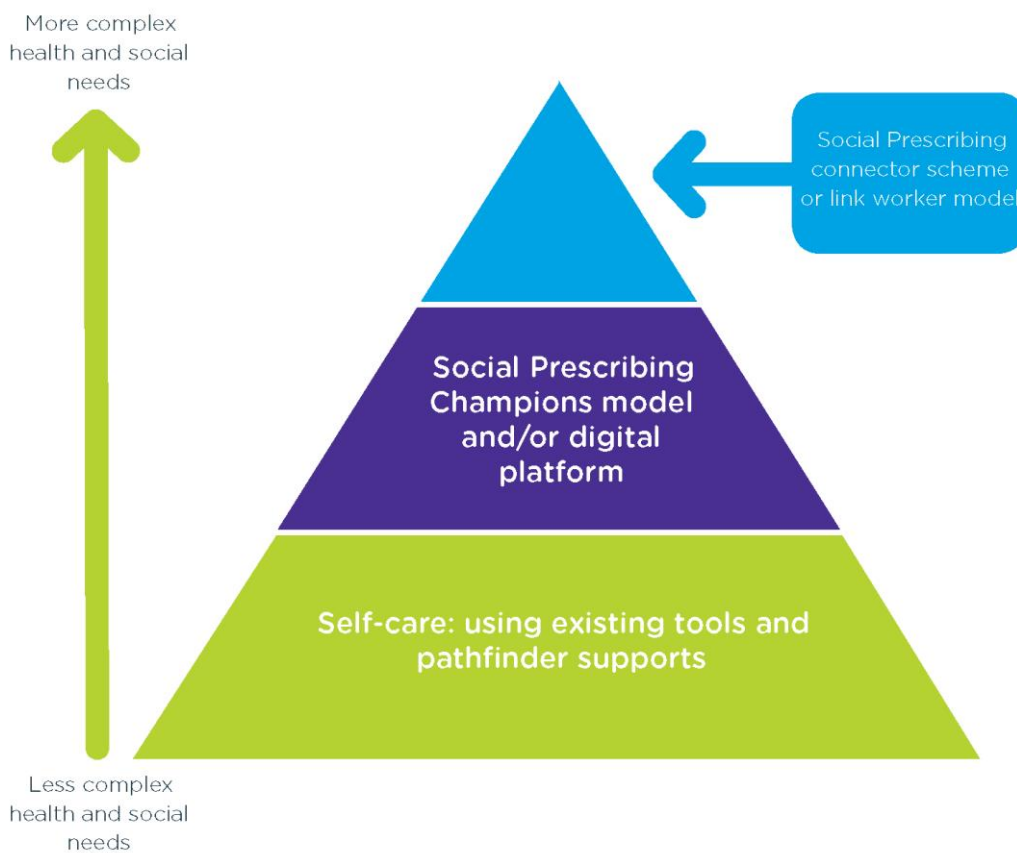 More complex
health and social
needs
Social Prescribing
connector scheme
or link worker model
Social Prescribing
Champions model
and/or digital
platform
Self-care: using existing tools and
pathfinder supports
Less complex
health and social
needs